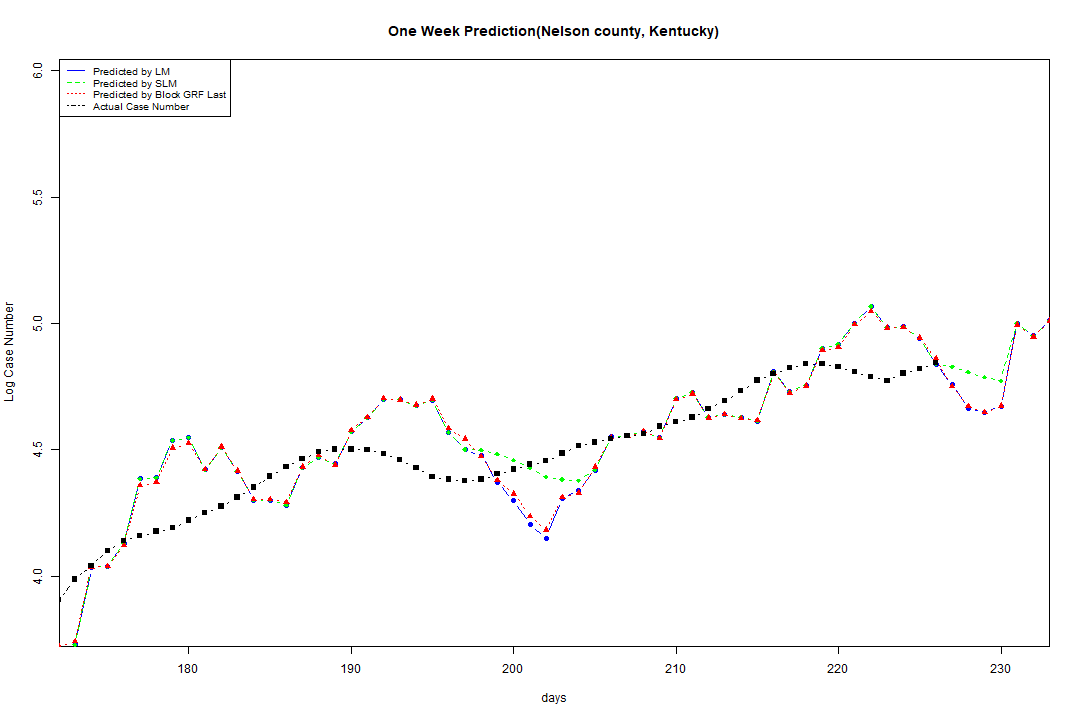 One Week Prediction(Nelson county, Kentucky)
Predicted by LM
Predicted by SLM
Predicted by Block GRF Last
Actual Case Number
6.0
5.5
5.0
4.5
4.0
Log Case Number
180 190 200 210 220 230
days